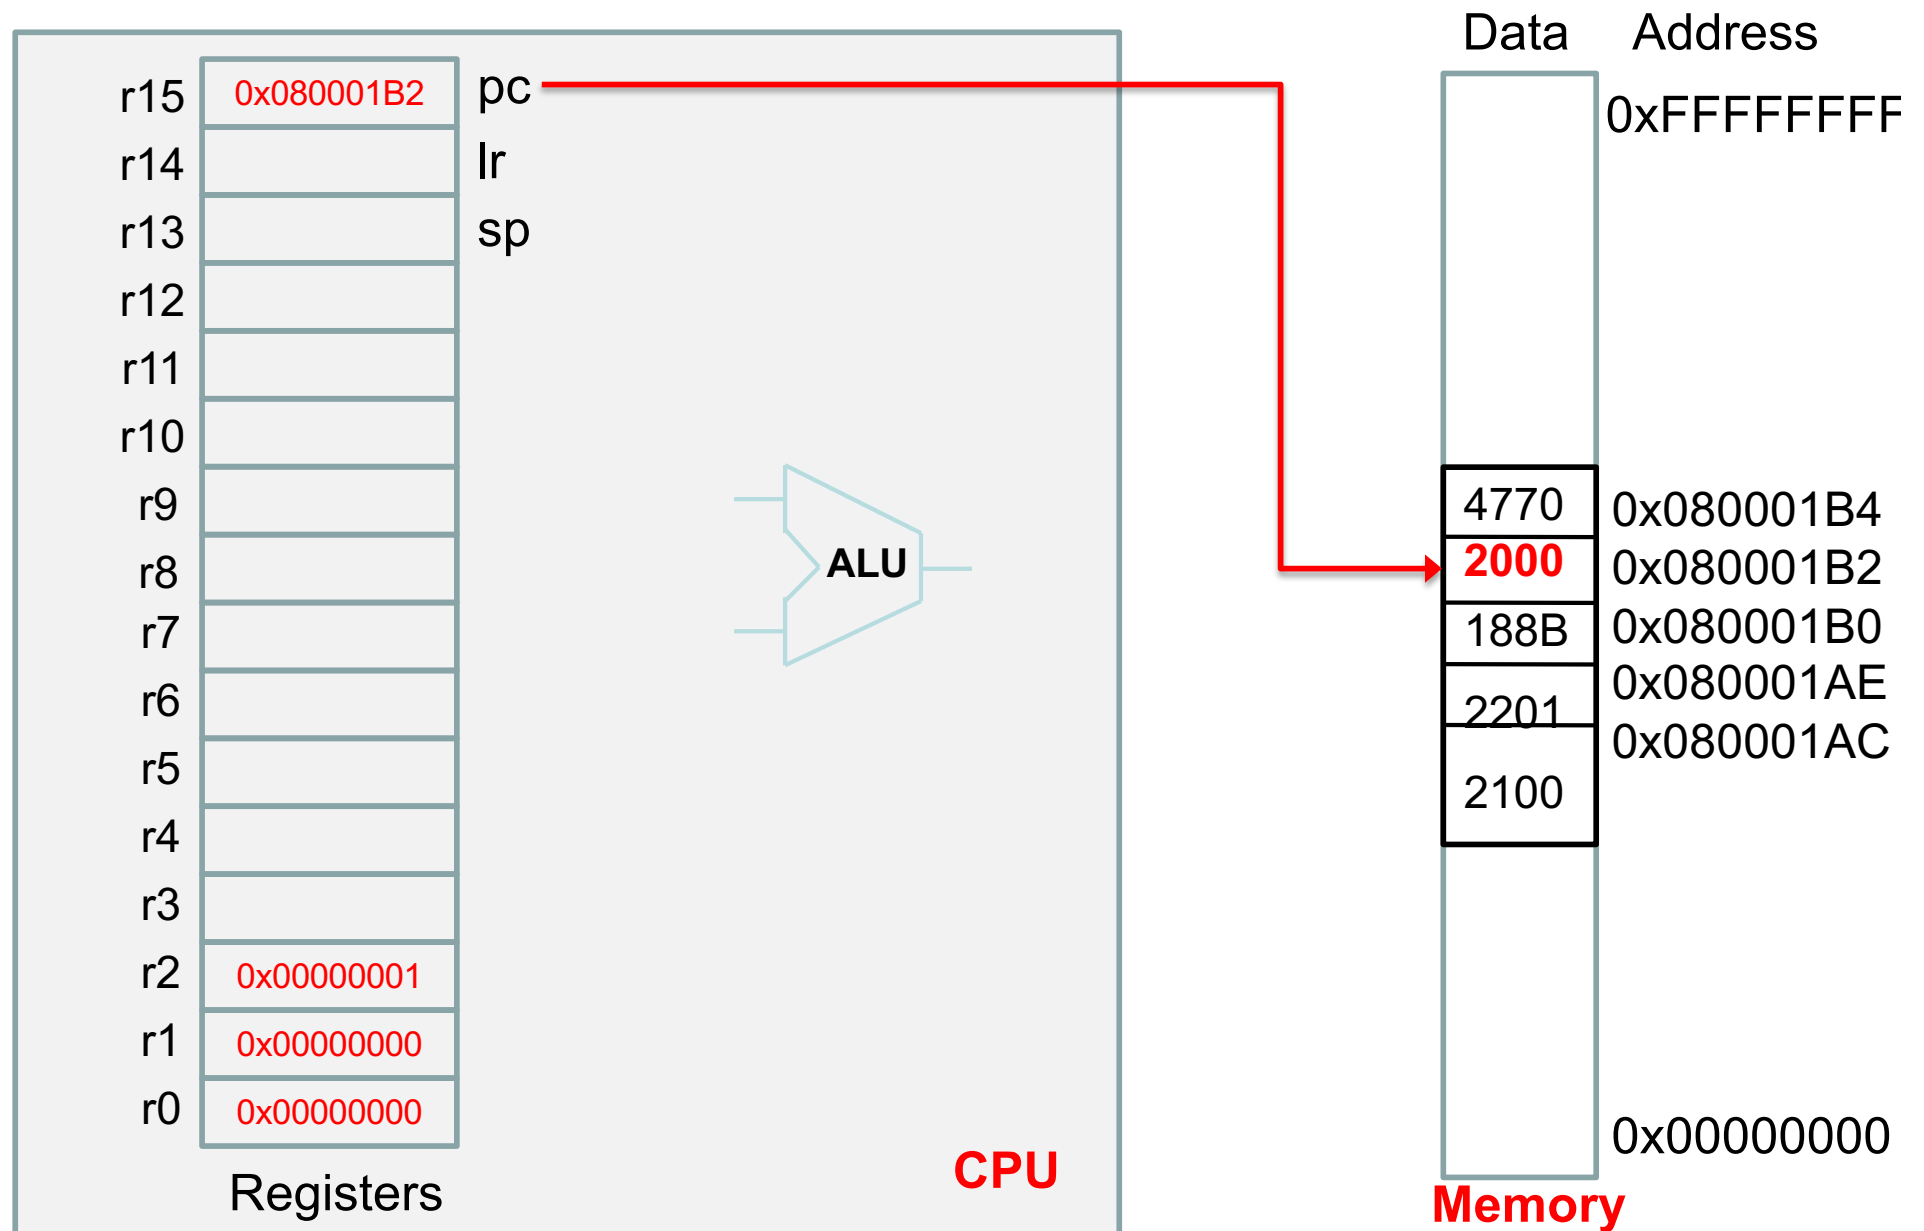 Data Address
r15 0x080001B2 pc
0xFFFFFFFF
r14 lr
r13 sp
r12
r11
r10
r9
4770 0x080001B4
r8
ALU
2000 0x080001B2
r7
188B 0x080001B0
r6
2201 0x080001AE
0x080001AC
r5
2100
r4
r3
r2 0x00000001
r1 0x00000000
r0 0x00000000
0x00000000
Registers
CPU
Memory